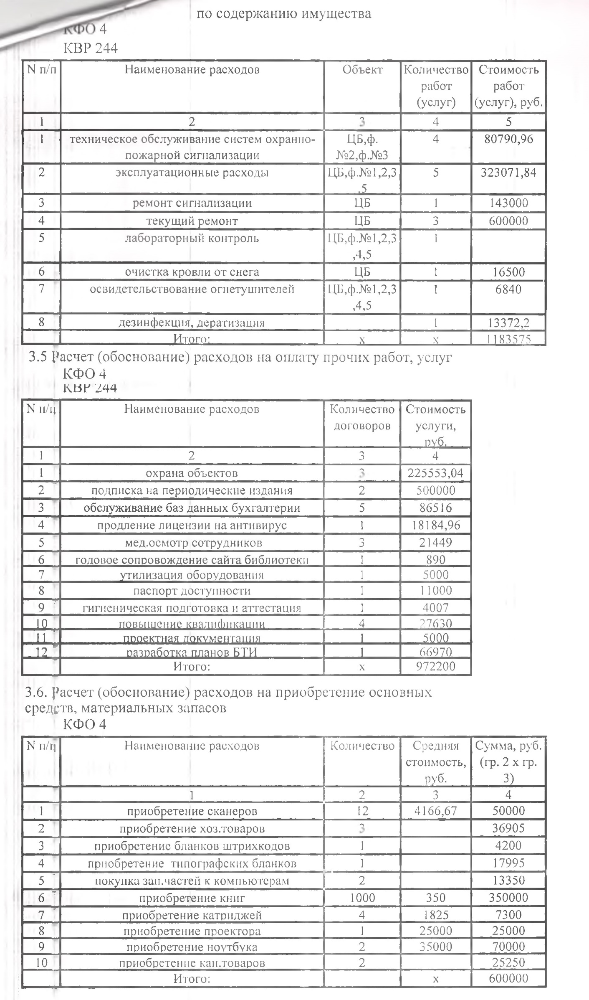 по содержанию имущества
КФО 4
КВР 244
N п/п Наименование расходов Объект Количество работ (услуг) Стоимость работ (услуг), руб.
1 2 3 4 5
1 техническое обслуживание систем охранно-пожарной сигнализации ЦБ,ф.№2,ф.№3 4 80790,96
2 эксплуатационные расходы ЦБ,ф.№1,2,3,5 5 323071,84
3 ремонт сигнализации ЦБ 1 143000
4 текущий ремонт ЦБ 3 600000
5 лабораторный контроль ЦБ,ф.№1,2,3,4,5 1
6 очистка кровли от снега ЦБ 1 16500
7 освидетельствование огнетушителей ЦБ,ф.№1,2,3,4,5 1 6840
8 дезинфекция, дератизация 1 13372,2
Итого: х х 1183575
3.5 Расчет (обоснование) расходов на оплату прочих работ, услуг
КФО 4
КВР 244
N п/п Наименование расходов Количество договоров Стоимость услуги, руб.
1 2 3 4
1 охрана объектов 3 225553,04
2 подписка на периодические издания 2 500000
3 обслуживание баз данных бухгалтерии 5 86516
4 продление лицензии на антивирус 1 18184,96
5 мед.осмотр сотрудников 3 21449
6 годовое сопровождение сайта библиотеки 1 890
7 утилизация оборудования 1 5000
8 паспорт доступности 1 11000
9 гигиеническая подготовка и аттестация 1 4007
10 повышение квалификации 4 27630
11 проектная документация 1 5000
12 разработка планов БТИ 1 66970
Итого: х 972200
3.6. Расчет (обоснование) расходов на приобретение основных
средств, материальных запасов
КФО 4
N п/п Наименование расходов Количество Средняя стоимость, руб. Сумма, руб. (гр. 2 х гр. 3)
1 2 3 4
1 приобретение сканеров 12 4166,67 50000
2 приобретение хоз.товаров 3 36905
3 приобретение бланков штрихкодов 1 4200
4 приобретение типографских бланков 1 17995
5 покупка зап.частей к компьютерам 2 13350
6 приобретение книг 1000 350 350000
7 приобретение катриджей 4 1825 7300
8 приобретение проектора 1 25000 25000
9 приобретение ноутбука 2 35000 70000
10 приобретение кан.товаров 2 25250
Итого: х 600000